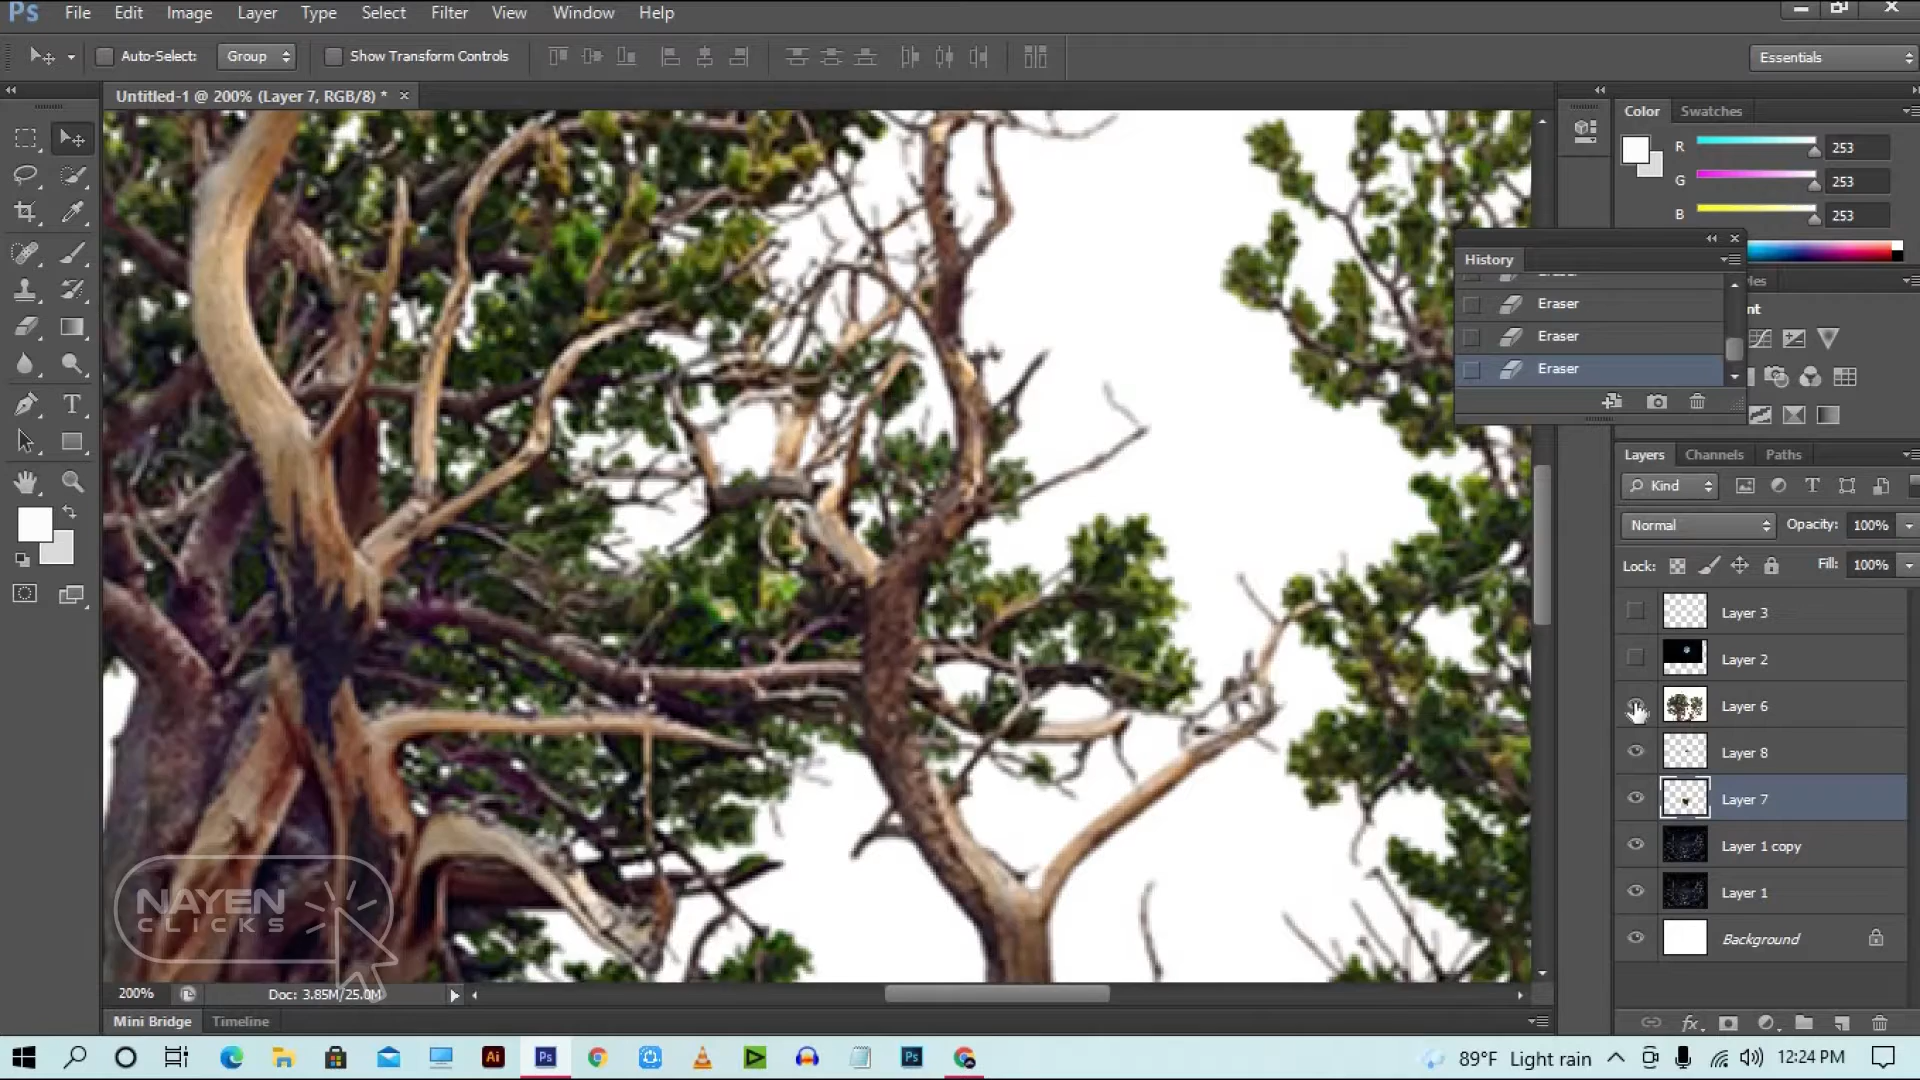 Ps File Edit Image Layer Type Select Filter View Window Help
Auto-Select: Group Show Transform Controls Essentials
Untitled-1 @ 200% (Layer 7, RGB/8) * ×
Color Swatches
R 253
G 253
B 253
History
Eraser
Eraser
Eraser
Layers Channels Paths
Kind
Normal Opacity: 100%
Lock: Fill: 100%
Layer 3
Layer 2
Layer 6
Layer 8
Layer 7
Layer 1 copy
Layer 1
Background
NAYEN
CLICKS
200% Doc: 3.85M/25.0M
Mini Bridge Timeline
Ai Ps Ps 89°F Light rain 12:24 PM